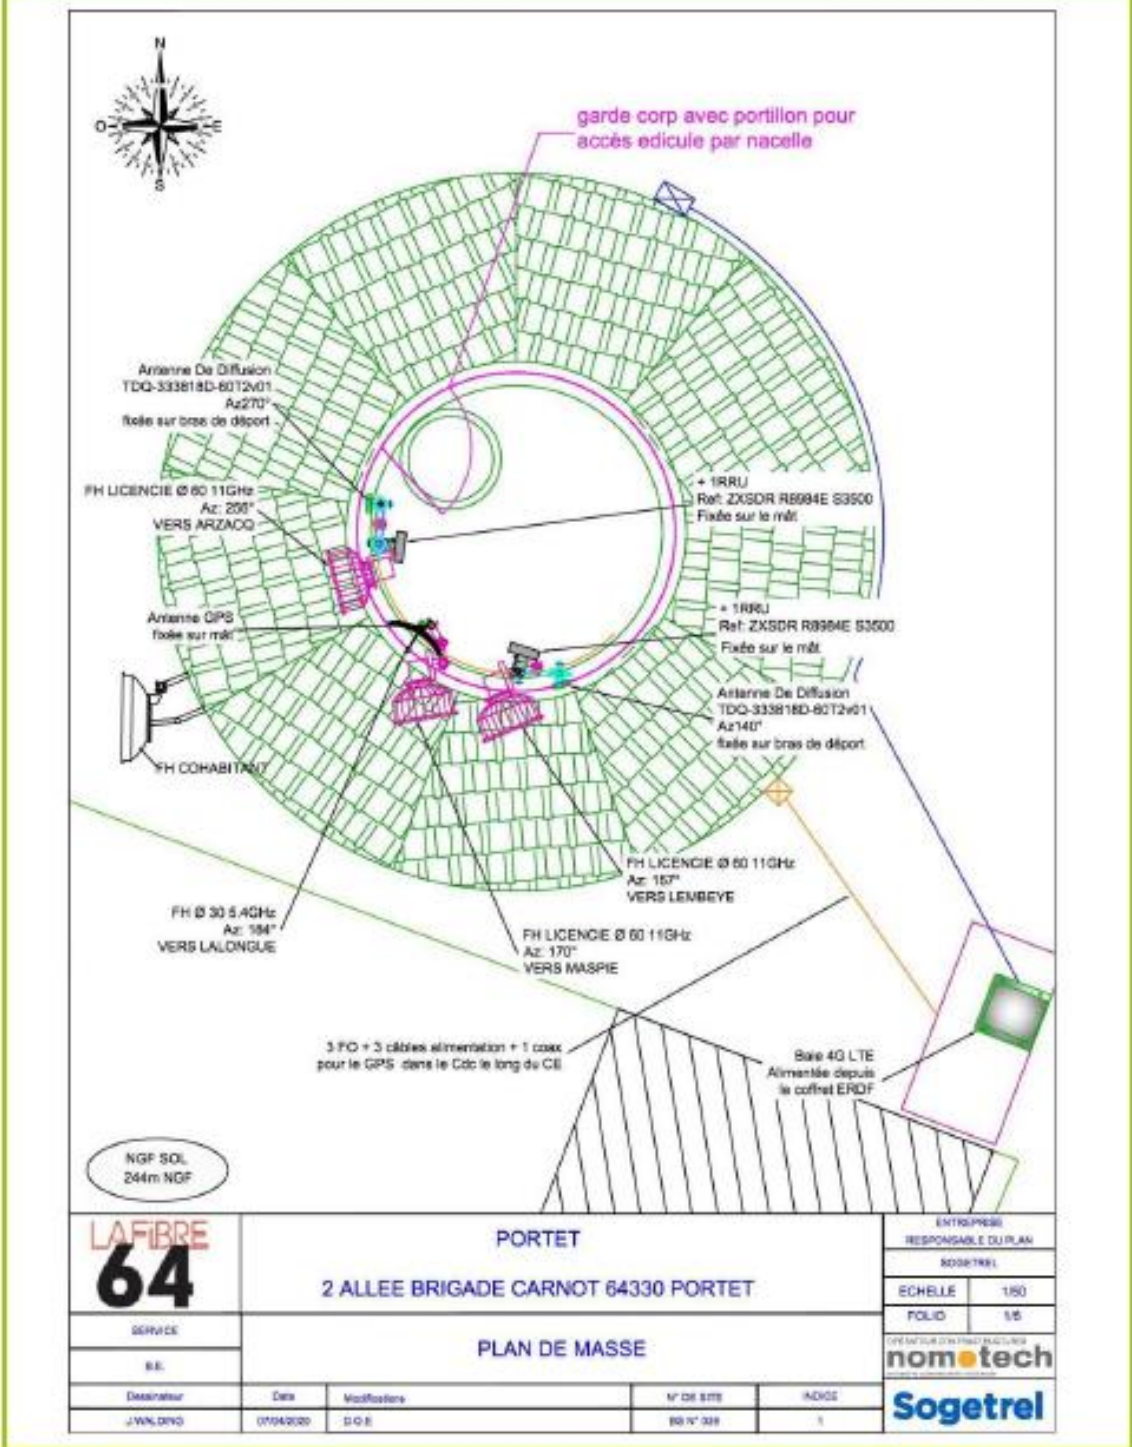 N
O
E
S
garde corp avec portillon pour
accès edicule par nacelle
Antenne De Diffusion
TDQ-333618D-60T2v01
Az270°
fixée sur bras de déport
FH LICENCIE Ø 60 11GHz
Az: 256°
VERS ARZACQ
+ 1RRU
Ref: ZXSDR R8984E S3500
Fixée sur le mât
Antenne GPS
fixée sur mât
+ 1RRU
Ref: ZXSDR R8984E S3500
Fixée sur le mât
Antenne De Diffusion
TDQ-333618D-60T2v01
Az140°
fixée sur bras de déport
FH COHABITANT
FH LICENCIE Ø 60 11GHz
Az: 157°
VERS LEMBEYE
FH Ø 30 5.4GHz
Az: 184°
VERS LALONGUE
FH LICENCIE Ø 60 11GHz
Az: 170°
VERS MASPIE
3 FO + 3 câbles alimentation + 1 coax
pour le GPS dans le Cdc le long du CE
Baie 4G LTE
Alimentée depuis
le coffret ERDF
NGF SOL
244m NGF
LAFIBRE
64
PORTET
2 ALLEE BRIGADE CARNOT 64330 PORTET
ENTREPRISE
RESPONSABLE DU PLAN
SOGETREL
ECHELLE 1/50
FOLIO 1/5
SERVICE
B.E.
PLAN DE MASSE
OPÉRATEUR D'INFRASTRUCTURES
nomotech
Dessinateur Date Modifications N° DE SITE INDICE
J.WALDING 07/04/2020 D.O.E 1
Sogetrel